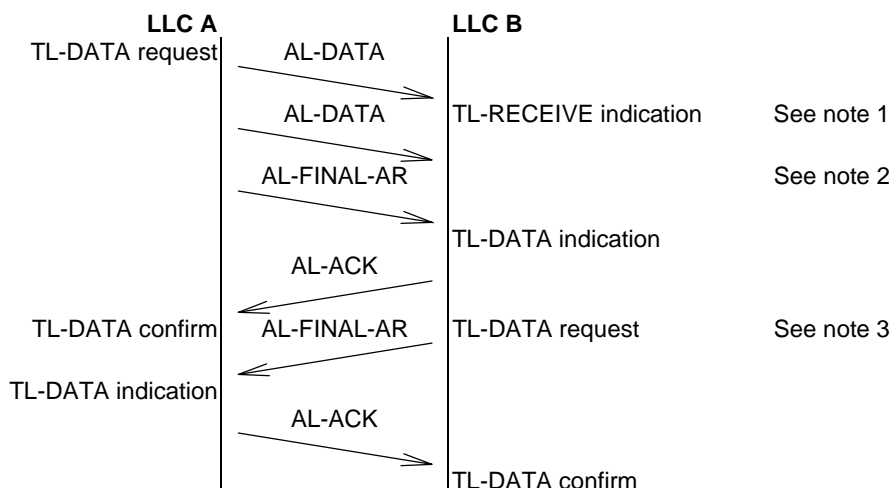 LLC A LLC B
TL-DATA request AL-DATA
AL-DATA TL-RECEIVE indication See note 1
AL-FINAL-AR See note 2
TL-DATA indication
AL-ACK
TL-DATA confirm AL-FINAL-AR TL-DATA request See note 3
TL-DATA indication
AL-ACK
TL-DATA confirm